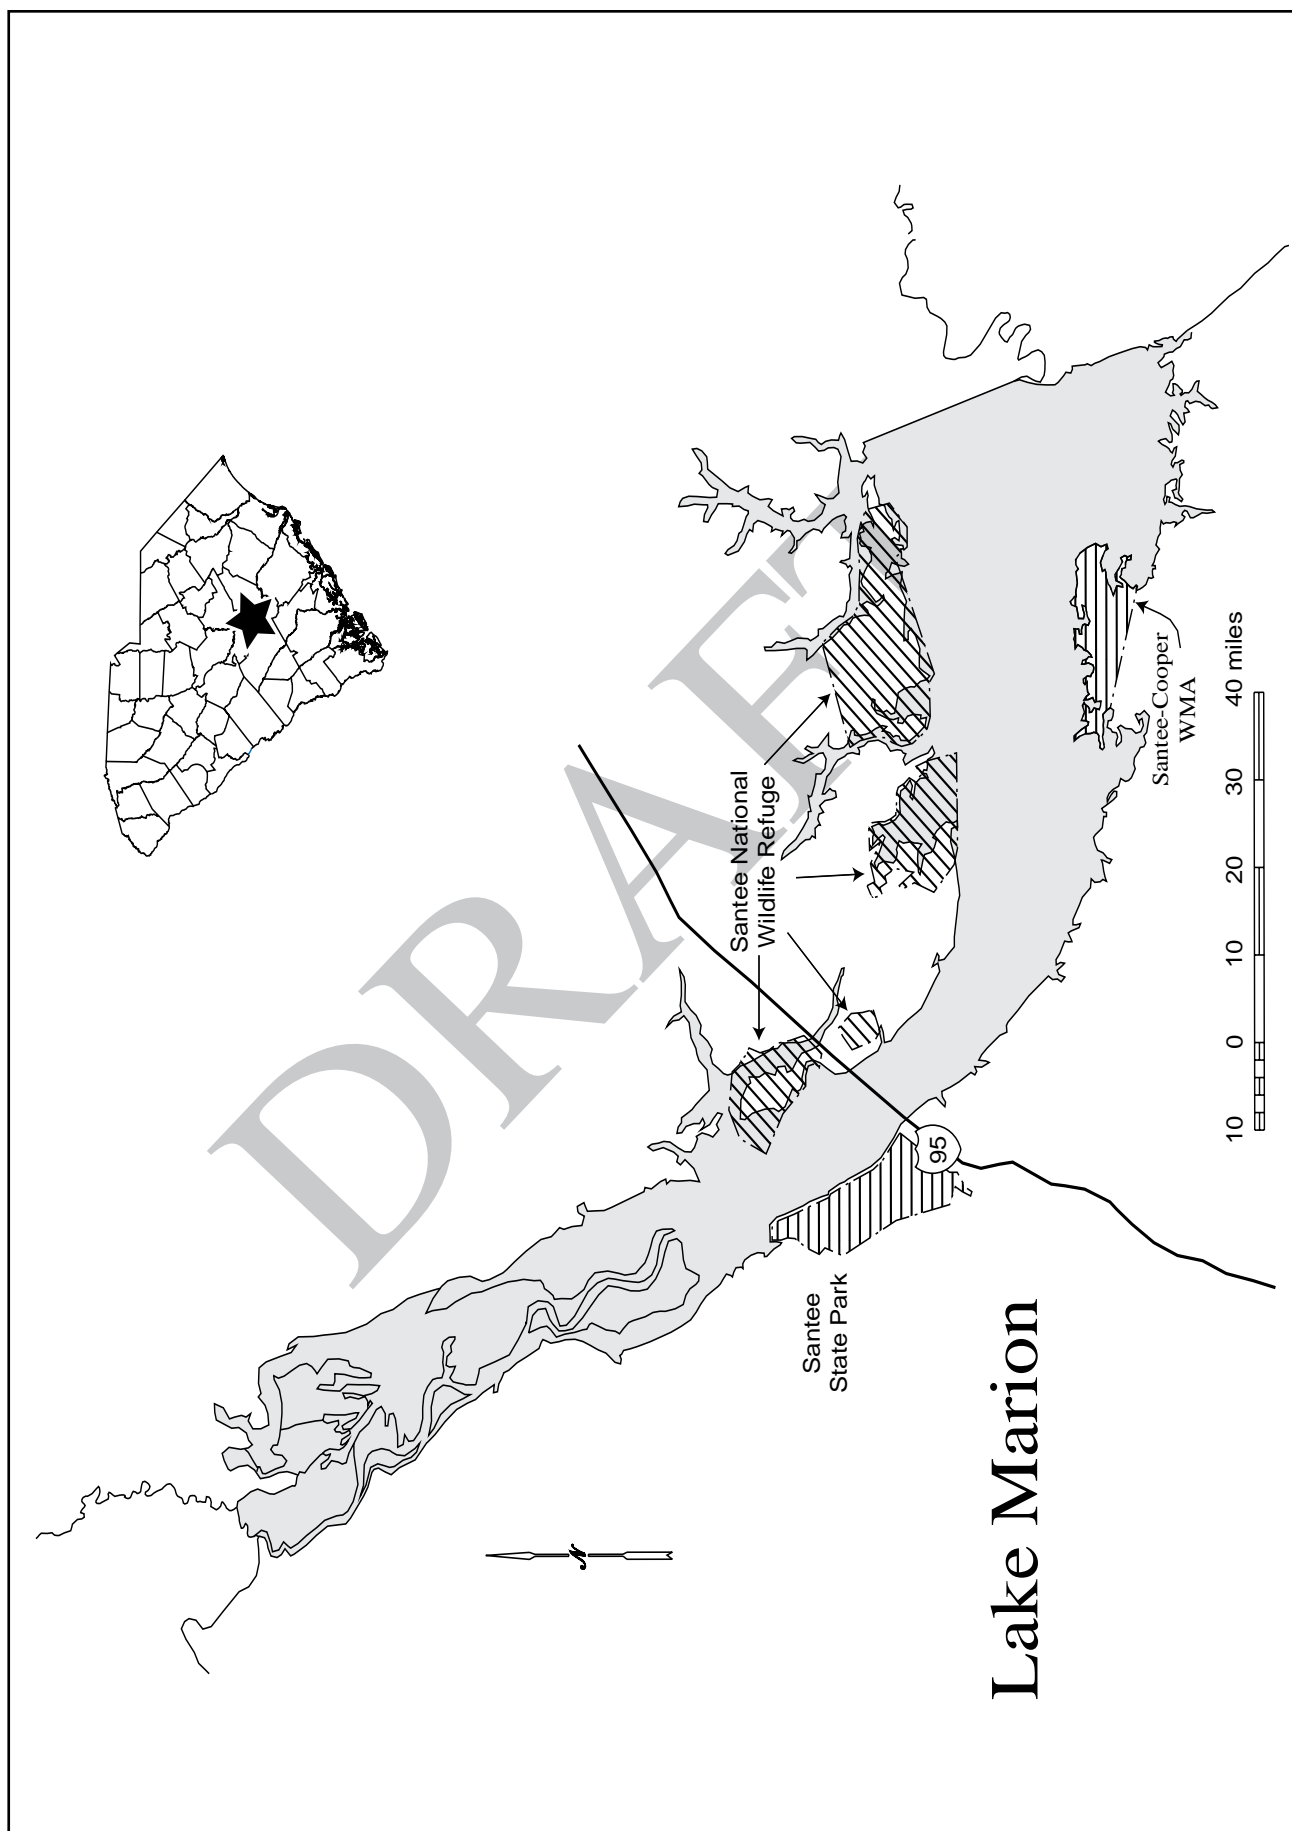 DRAFT
Santee National
Wildlife Refuge
95
Santee
State Park
Santee-Cooper
WMA
Lake Marion
N
10 0 10 20 30 40 miles